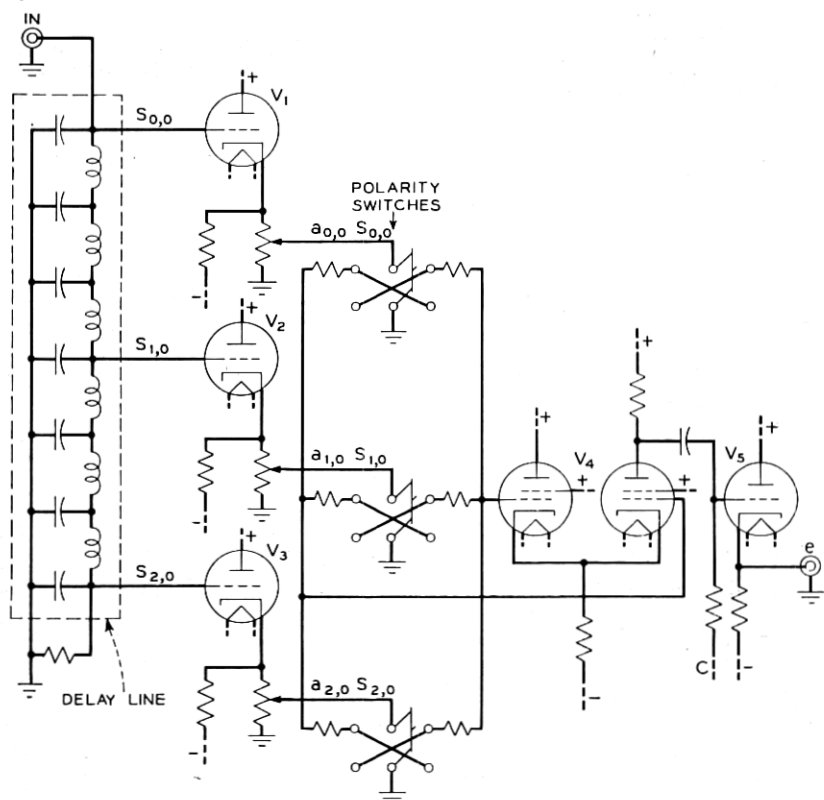 IN
S0,0
+
V1
POLARITY
SWITCHES
a0,0 S0,0
-
+
V2
S1,0
+
+
a1,0 S1,0
-
V4
+
+
V5
+
e
+
V3
S2,0
C
-
-
DELAY LINE
a2,0 S2,0
-